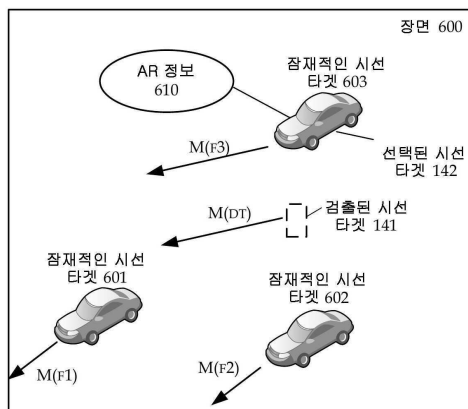 장면 600
AR 정보
610
잠재적인 시선
타겟 603
M(F3)
선택된 시선
타겟 142
M(DT)
검출된 시선
타겟 141
잠재적인 시선
타겟 601
잠재적인 시선
타겟 602
M(F1)
M(F2)